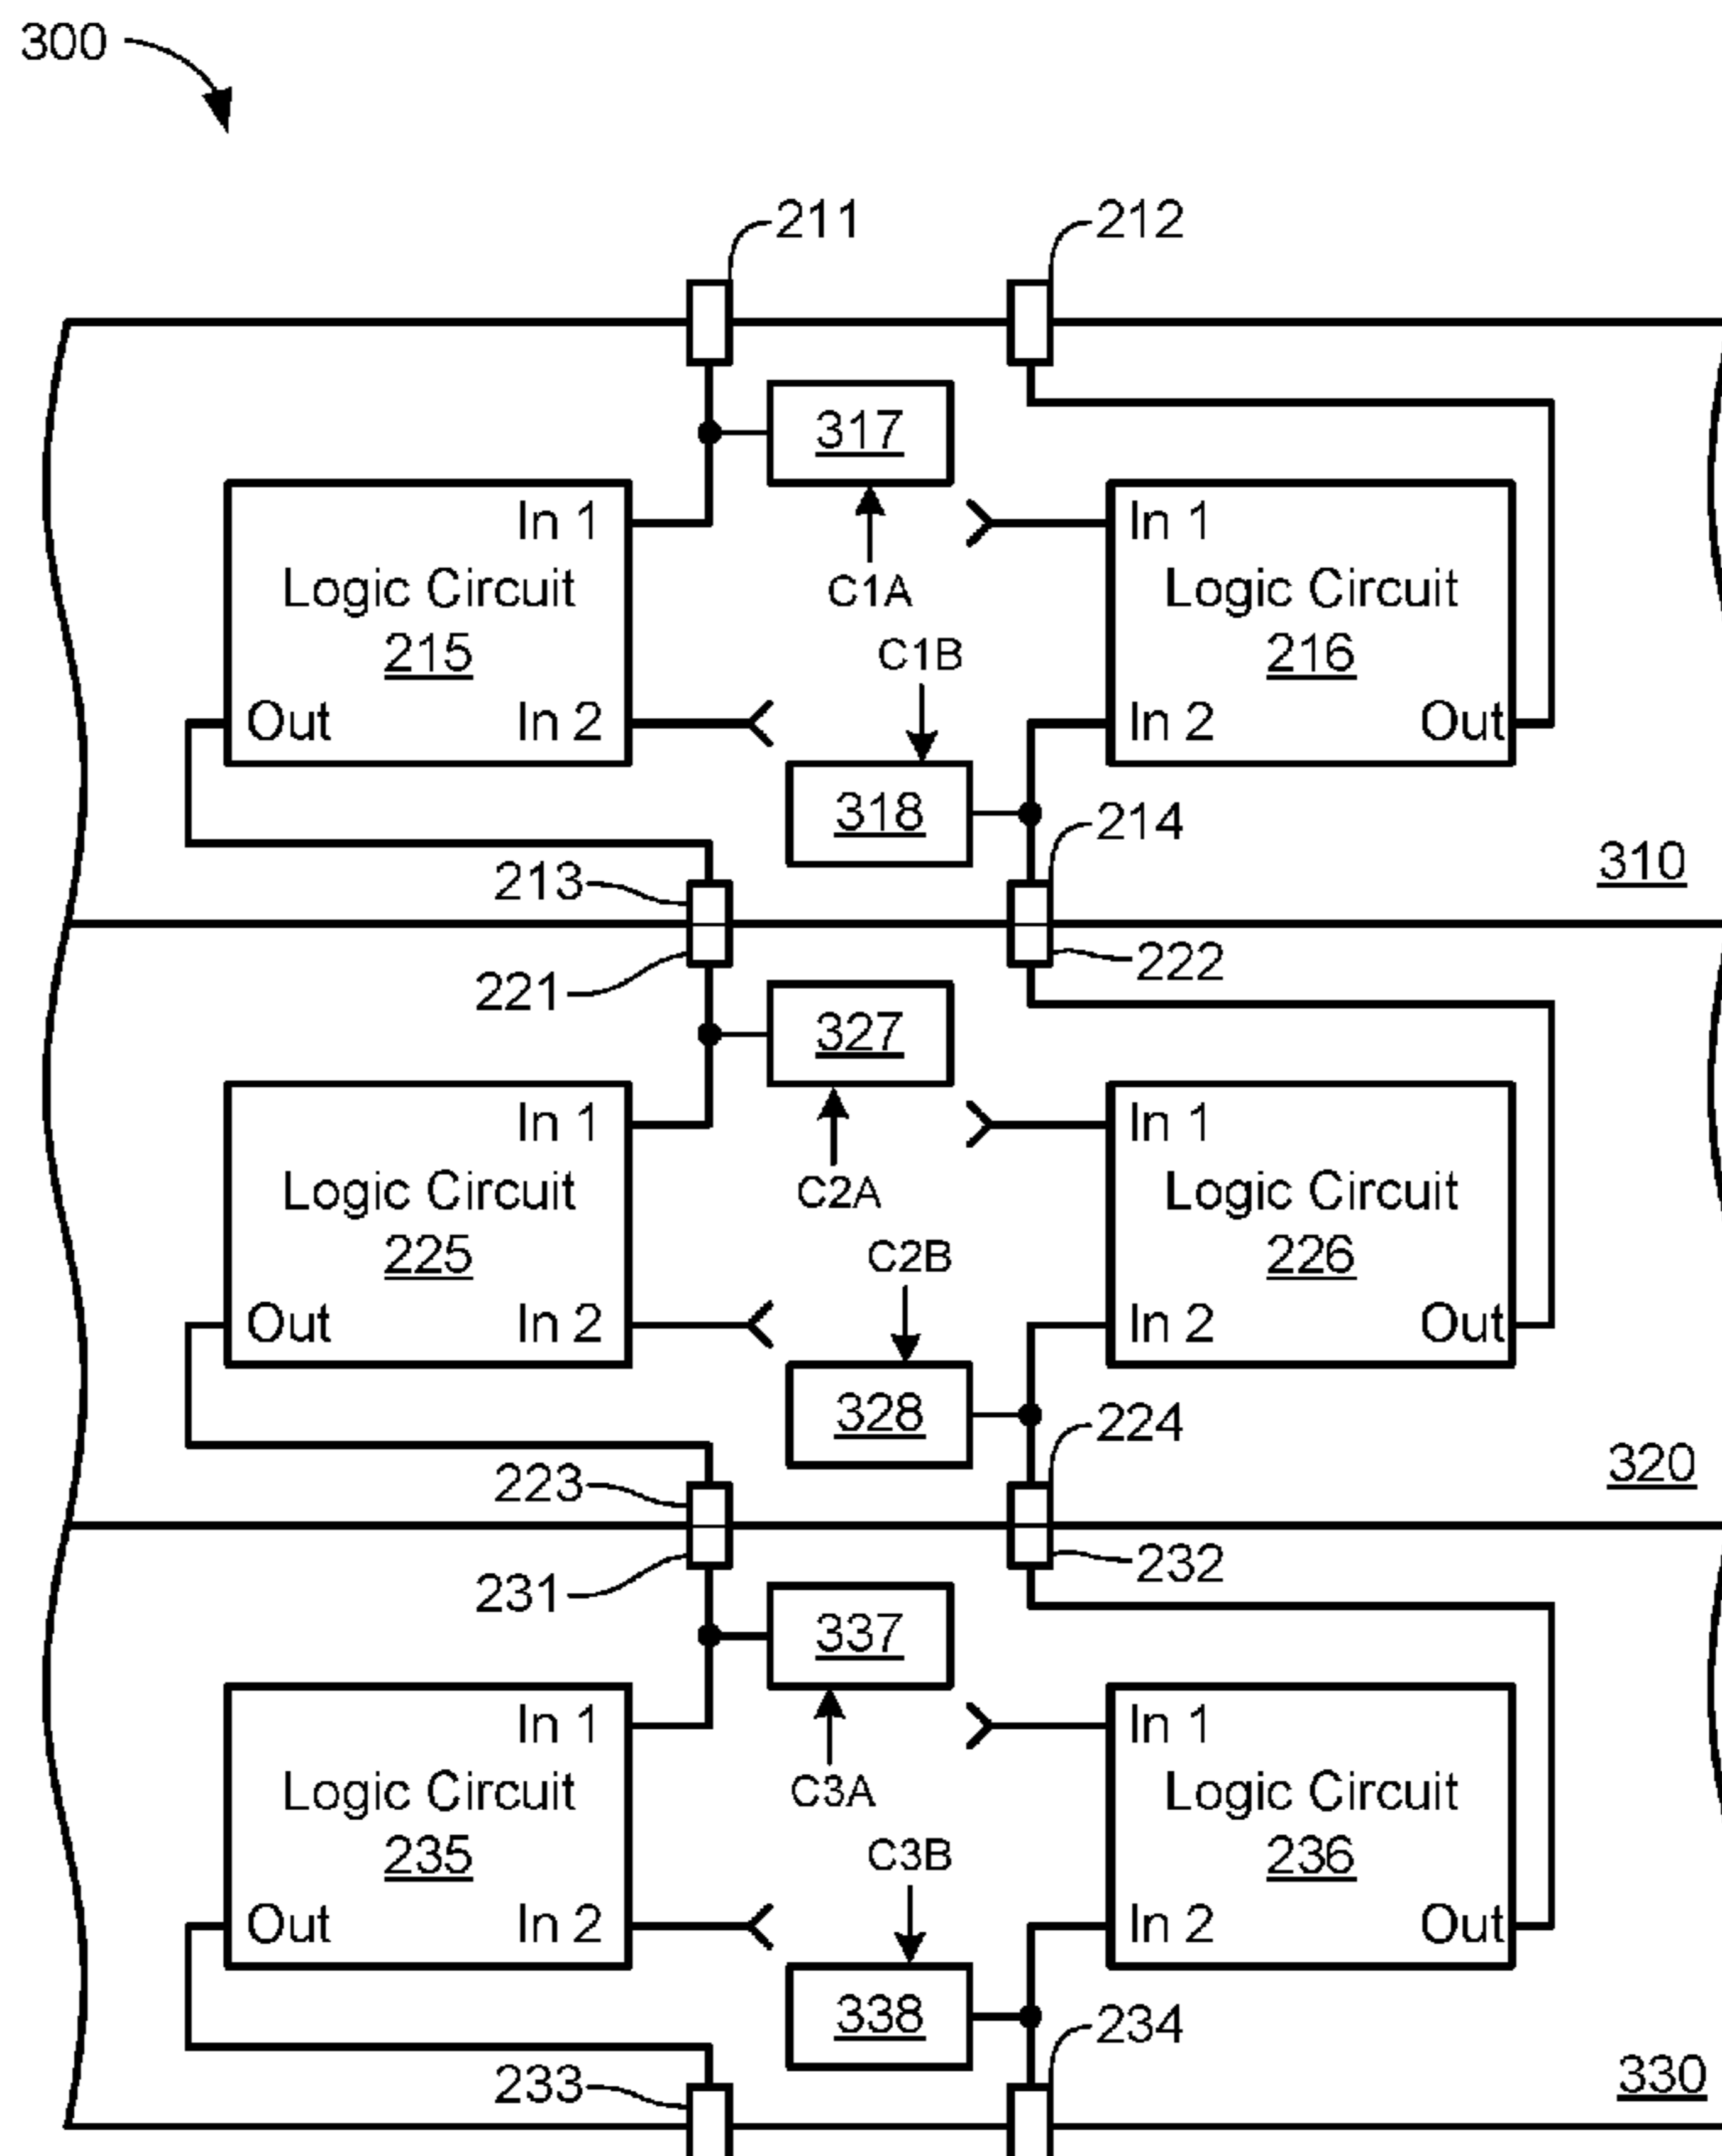 300
211
212
317
In 1
In 1
Logic Circuit
215
C1A
Logic Circuit
216
C1B
Out
In 2
In 2
Out
318
214
213
310
221
222
327
In 1
In 1
Logic Circuit
225
C2A
Logic Circuit
226
C2B
Out
In 2
In 2
Out
328
224
223
320
231
232
337
In 1
In 1
Logic Circuit
235
C3A
Logic Circuit
236
C3B
Out
In 2
In 2
Out
338
234
233
330